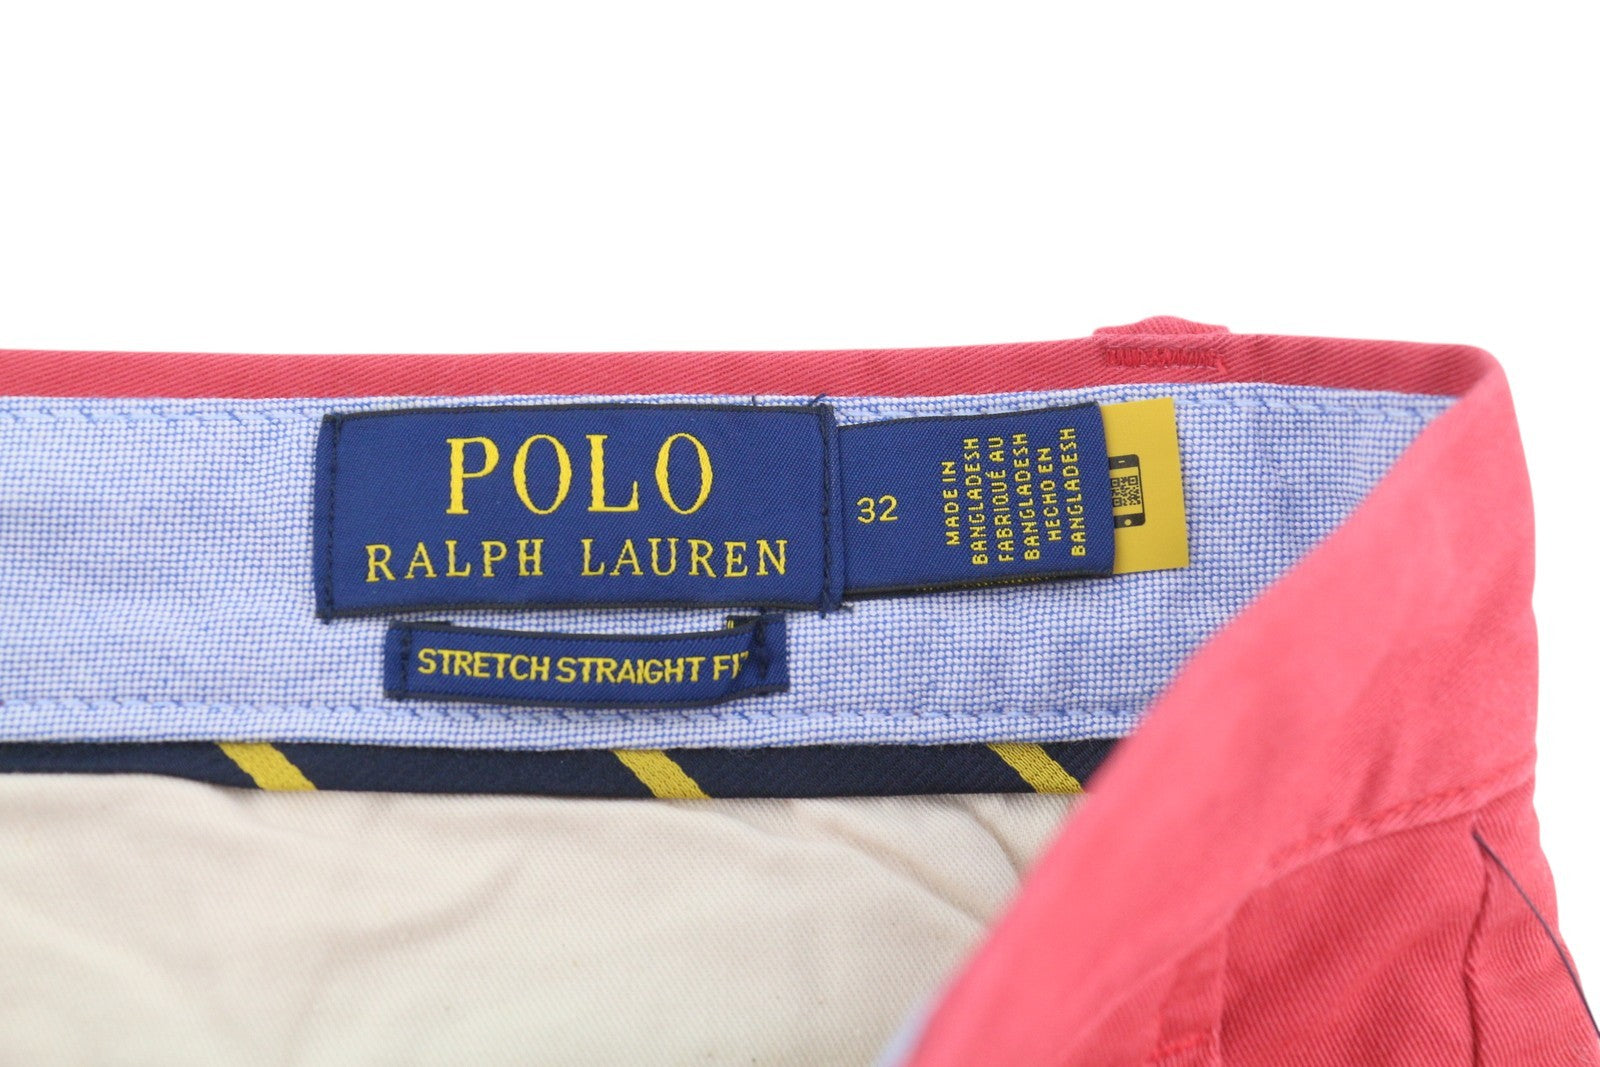 POLO
RALPH LAUREN
32
MADE IN
BANGLADESH
FABRIQUÉ AU
BANGLADESH
HECHO EN
BANGLADESH
STRETCH STRAIGHT FIT